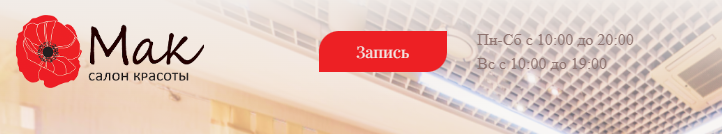 Мак
салон красоты
Запись
Пн-Сб с 10:00 до 20:00
Вс с 10:00 до 19:00